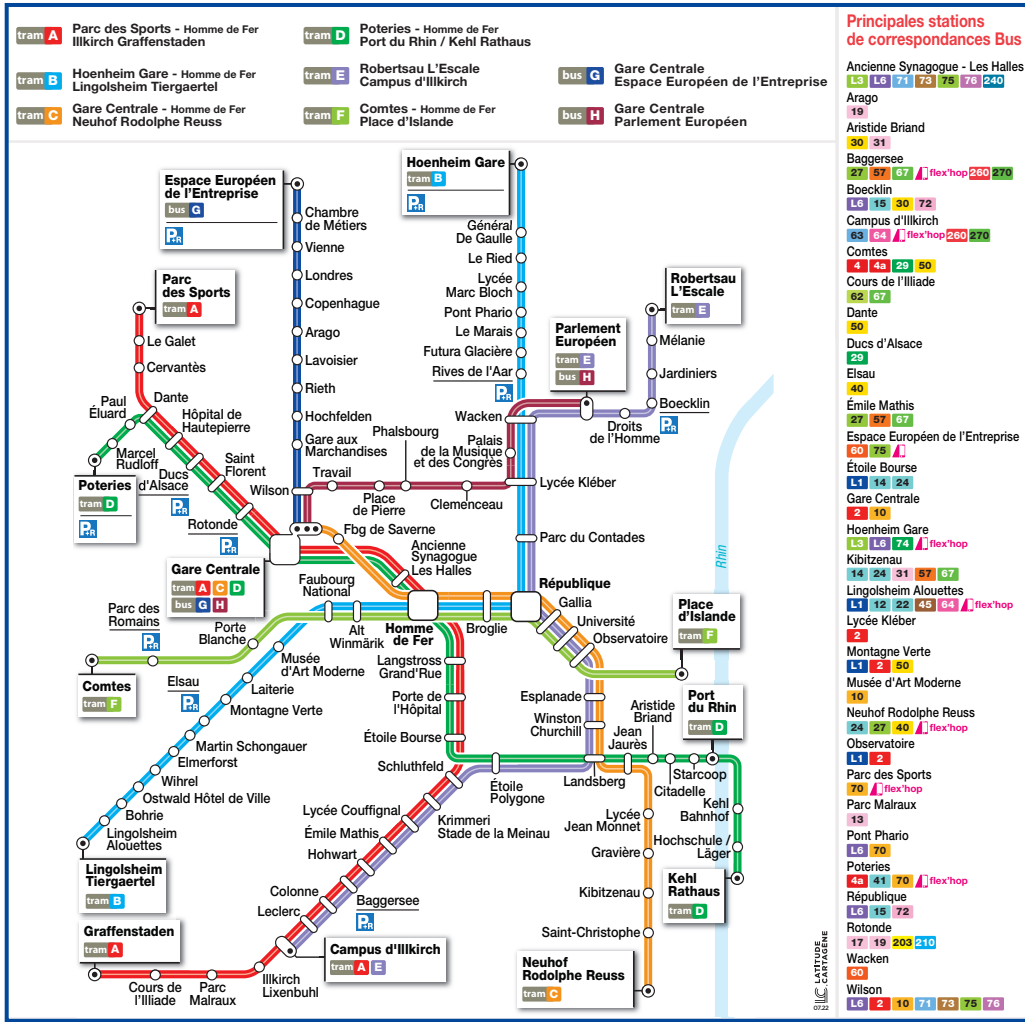 tram A Parc des Sports - Homme de Fer
Illkirch Graffenstaden
tram B Hoenheim Gare - Homme de Fer
Lingolsheim Tiergaertel
tram C Gare Centrale - Homme de Fer
Neuhof Rodolphe Reuss
tram D Poteries - Homme de Fer
Port du Rhin / Kehl Rathaus
tram E Robertsau L'Escale
Campus d'Illkirch
tram F Comtes - Homme de Fer
Place d'Islande
bus G Gare Centrale
Espace Européen de l'Entreprise
bus H Gare Centrale
Parlement Européen
Espace Européen
de l'Entreprise
bus G
P+R
Chambre
de Métiers
Vienne
Londres
Copenhague
Arago
Lavoisier
Rieth
Hochfelden
Gare aux
Marchandises
Wilson
Hoenheim Gare
tram B
P+R
Général
De Gaulle
Le Ried
Lycée
Marc Bloch
Pont Phario
Le Marais
Futura Glacière
Rives de l'Aar
P+R
Wacken
Palais
de la Musique
et des Congrès
Lycée Kléber
Parc du Contades
République
Robertsau
L'Escale
tram E
Mélanie
Jardiniers
Boecklin
P+R
Droits
de l'Homme
Parlement
Européen
tram E
bus H
Parc
des Sports
tram A
Le Galet
Cervantès
Dante
Paul
Éluard
Marcel
Rudloff
Poteries
tram D
P+R
Hôpital de
Hautepierre
Ducs
d'Alsace
P+R
Saint
Florent
Rotonde
P+R
Travail
Place
de Pierre
Phalsbourg
Clemenceau
Fbg de Saverne
Ancienne
Synagogue
Les Halles
Gare Centrale
tram A C D
bus G H
Faubourg
National
Alt
Winmärik
Homme
de Fer
Broglie
Gallia
Université
Observatoire
Place
d'Islande
tram F
Rhin
Parc des
Romains
P+R
Porte
Blanche
Comtes
tram F
Musée
d'Art Moderne
Laiterie
Montagne Verte
Elsau
P+R
Martin Schongauer
Elmerforst
Wihrel
Ostwald Hôtel de Ville
Bohrie
Lingolsheim
Alouettes
Lingolsheim
Tiergaertel
tram B
Langstross
Grand'Rue
Porte de
l'Hôpital
Étoile Bourse
Schluthfeld
Étoile
Polygone
Krimmeri
Stade de la Meinau
Lycée Couffignal
Émile Mathis
Hohwart
Baggersee
P+R
Colonne
Leclerc
Campus d'Illkirch
tram A E
Illkirch
Lixenbuhl
Parc
Malraux
Cours de
l'Illiade
Graffenstaden
tram A
Esplanade
Winston
Churchill
Landsberg
Jean
Jaurès
Aristide
Briand
Citadelle
Starcoop
Port
du Rhin
tram D
Kehl
Bahnhof
Hochschule /
Läger
Kehl
Rathaus
tram D
Lycée
Jean Monnet
Gravière
Kibitzenau
Saint-Christophe
Neuhof
Rodolphe Reuss
tram C
LATITUDE
CARTAGÈNE
07.22
Principales stations
de correspondances Bus
Ancienne Synagogue - Les Halles
L3 L6 71 73 75 76 240
Arago
19
Aristide Briand
30 31
Baggersee
27 57 67 flex'hop 260 270
Boecklin
L6 15 30 72
Campus d'Illkirch
63 64 flex'hop 260 270
Comtes
4 4a 29 50
Cours de l'Illiade
62 67
Dante
50
Ducs d'Alsace
29
Elsau
40
Émile Mathis
27 57 67
Espace Européen de l'Entreprise
60 75
Étoile Bourse
L1 14 24
Gare Centrale
2 10
Hoenheim Gare
L3 L6 74 flex'hop
Kibitzenau
14 24 31 57 67
Lingolsheim Alouettes
L1 12 22 45 64 flex'hop
Lycée Kléber
2
Montagne Verte
L1 2 50
Musée d'Art Moderne
10
Neuhof Rodolphe Reuss
24 27 40 flex'hop
Observatoire
L1 2
Parc des Sports
70 flex'hop
Parc Malraux
13
Pont Phario
L6 70
Poteries
4a 41 70 flex'hop
République
L6 15 72
Rotonde
17 19 203 210
Wacken
60
Wilson
L6 2 10 71 73 75 76